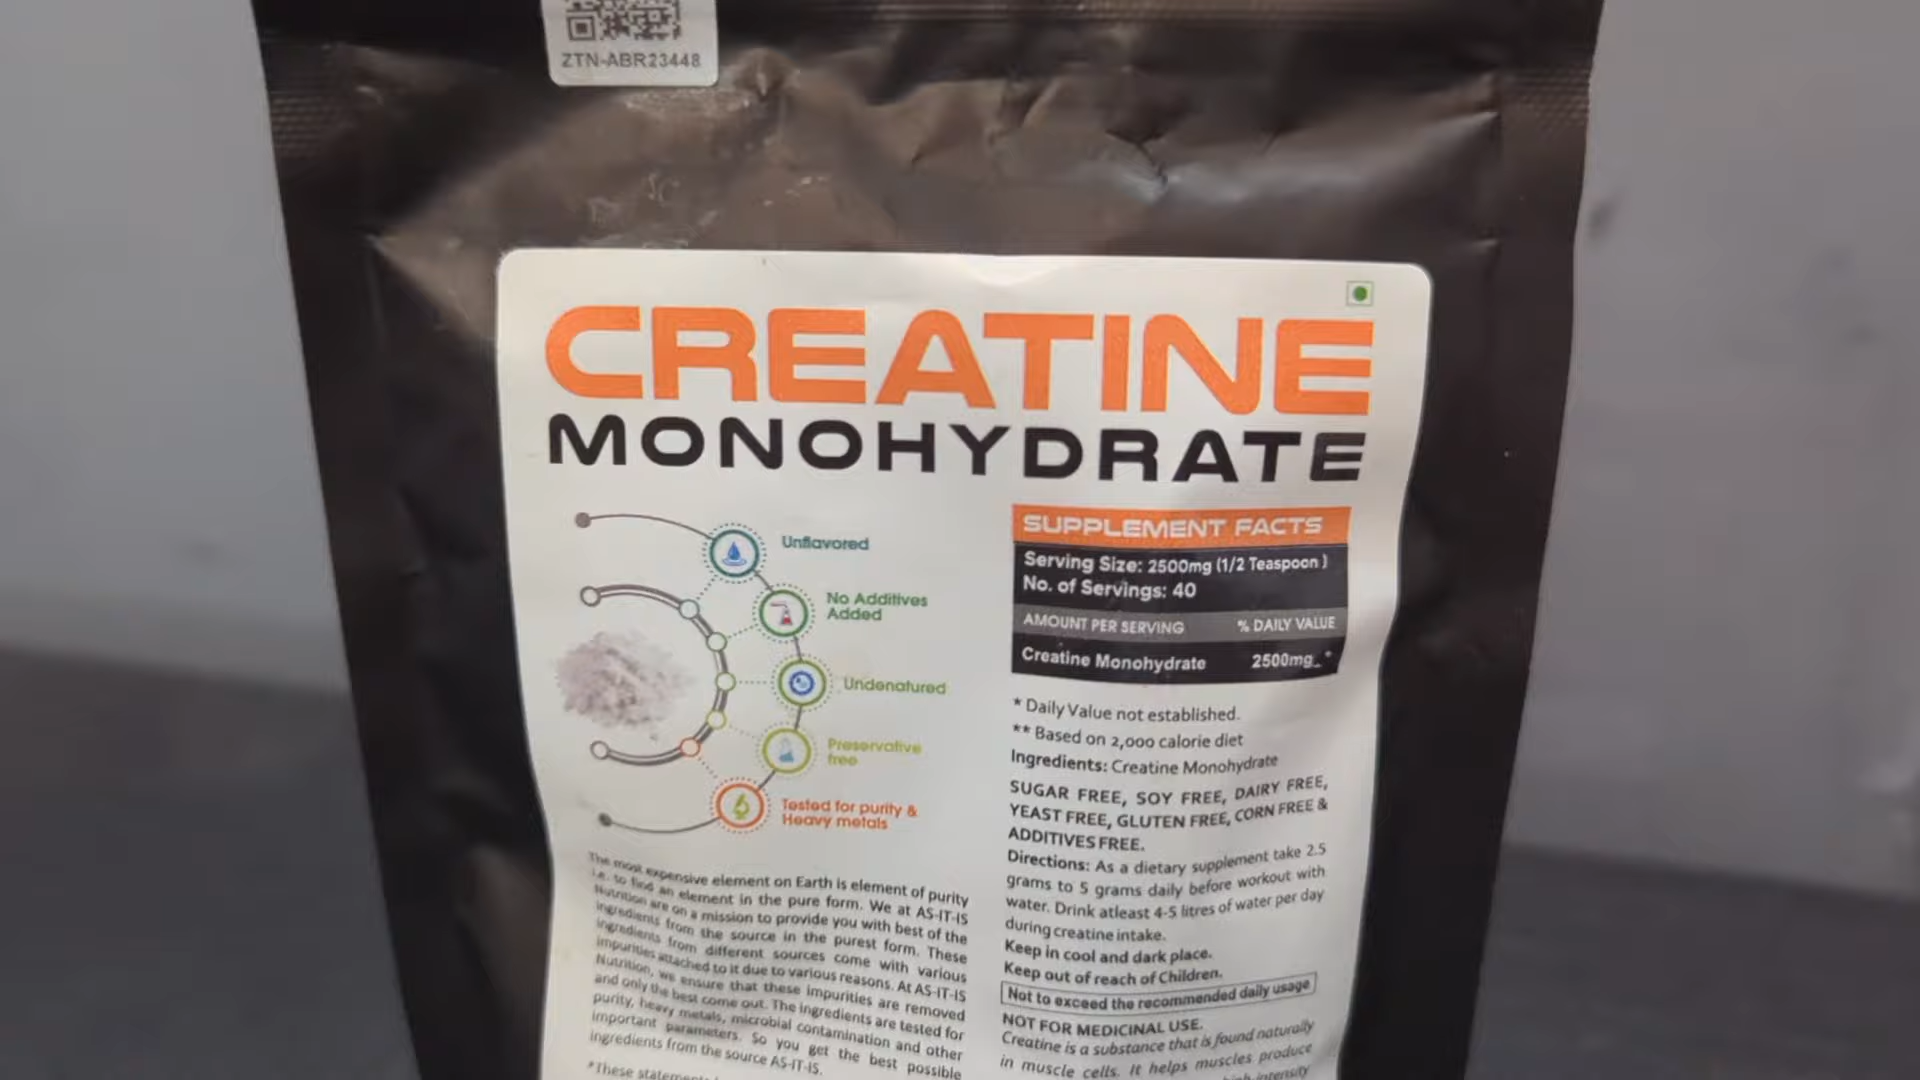 ZTN-ABR23448
CREATINE
MONOHYDRATE
Unflavored
No Additives
Added
Undenatured
Preservative
free
Tested for purity &
Heavy metals
The most expensive element on Earth is element of purity
i.e. to find an element in the pure form. We at AS-IT-IS
Nutrition are on a mission to provide you with best of the
ingredients from the source in the purest form. These
ingredients from different sources come with various
impurities attached to it due to various reasons. At AS-IT-IS
Nutrition, we ensure that these impurities are removed
and only the best come out. The ingredients are tested for
purity, heavy metals, microbial contamination and other
important parameters. So you get the best possible
ingredients from the source AS-IT-IS.
*These statements
SUPPLEMENT FACTS
Serving Size: 2500mg (1/2 Teaspoon )
No. of Servings: 40
AMOUNT PER SERVING % DAILY VALUE
Creatine Monohydrate 2500mg_*
* Daily Value not established.
** Based on 2,000 calorie diet
Ingredients: Creatine Monohydrate
SUGAR FREE, SOY FREE, DAIRY FREE,
YEAST FREE, GLUTEN FREE, CORN FREE &
ADDITIVES FREE.
Directions: As a dietary supplement take 2.5
grams to 5 grams daily before workout with
water. Drink atleast 4-5 litres of water per day
during creatine intake.
Keep in cool and dark place.
Keep out of reach of Children.
Not to exceed the recommended daily usage
NOT FOR MEDICINAL USE.
Creatine is a substance that is found naturally
in muscle cells. It helps muscles produce
high-intensity